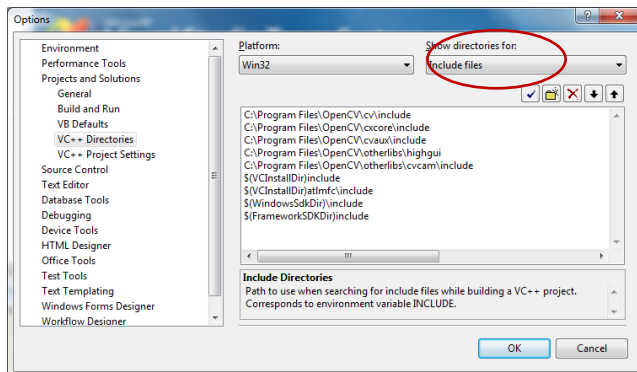 Options
Environment
Performance Tools
Projects and Solutions
General
Build and Run
VB Defaults
VC++ Directories
VC++ Project Settings
Source Control
Text Editor
Database Tools
Debugging
Device Tools
HTML Designer
Office Tools
Test Tools
Text Templating
Windows Forms Designer
Workflow Designer
Platform:
Show directories for:
Win32
Include files
C:\Program Files\OpenCV\cv\include
C:\Program Files\OpenCV\cxcore\include
C:\Program Files\OpenCV\cvaux\include
C:\Program Files\OpenCV\otherlibs\highgui
C:\Program Files\OpenCV\otherlibs\cvcam\include
$(VCInstallDir)include
$(VCInstallDir)atlmfc\include
$(WindowsSdkDir)\include
$(FrameworkSDKDir)include
Include Directories
Path to use when searching for include files while building a VC++ project.
Corresponds to environment variable INCLUDE.
OK
Cancel